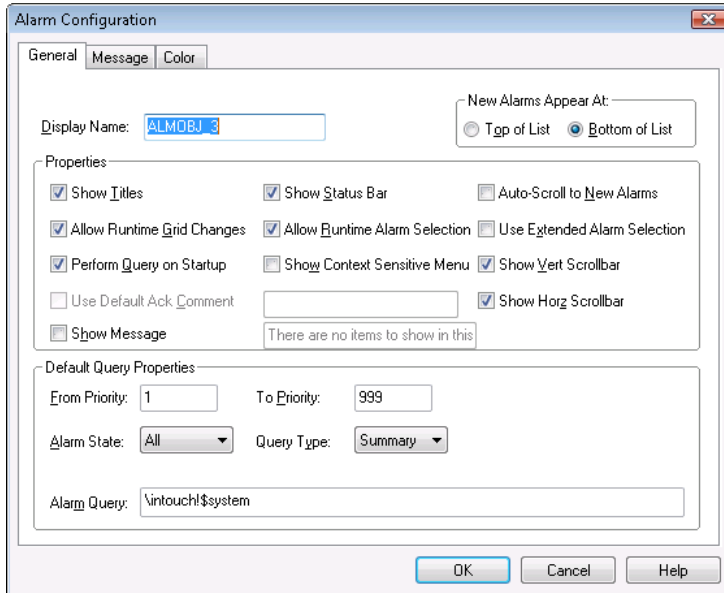 Alarm Configuration
General Message Color
New Alarms Appear At:
Display Name: ALMOBJ_3 Top of List Bottom of List
Properties
Show Titles Show Status Bar Auto-Scroll to New Alarms
Allow Runtime Grid Changes Allow Runtime Alarm Selection Use Extended Alarm Selection
Perform Query on Startup Show Context Sensitive Menu Show Vert Scrollbar
Use Default Ack Comment Show Horz Scrollbar
Show Message There are no items to show in this
Default Query Properties
From Priority: 1 To Priority: 999
Alarm State: All Query Type: Summary
Alarm Query: \intouch!$system
OK Cancel Help